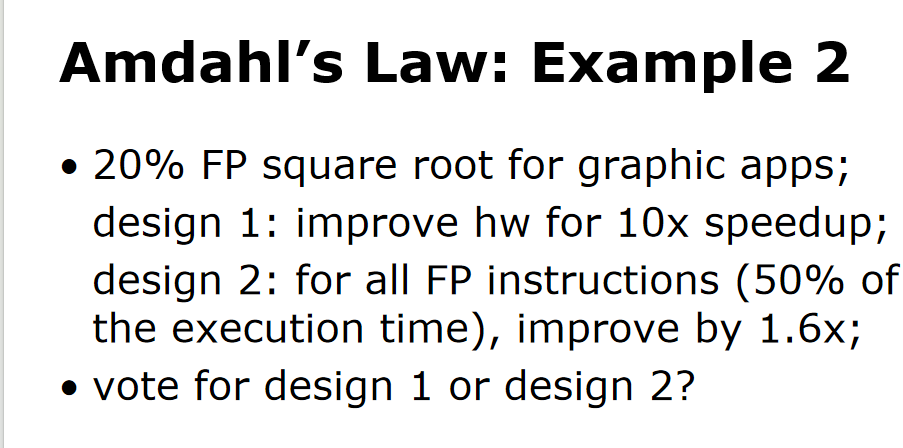 Amdahl’s Law: Example 2
• 20% FP square root for graphic apps;
design 1: improve hw for 10x speedup;
design 2: for all FP instructions (50% of
the execution time), improve by 1.6x;
• vote for design 1 or design 2?